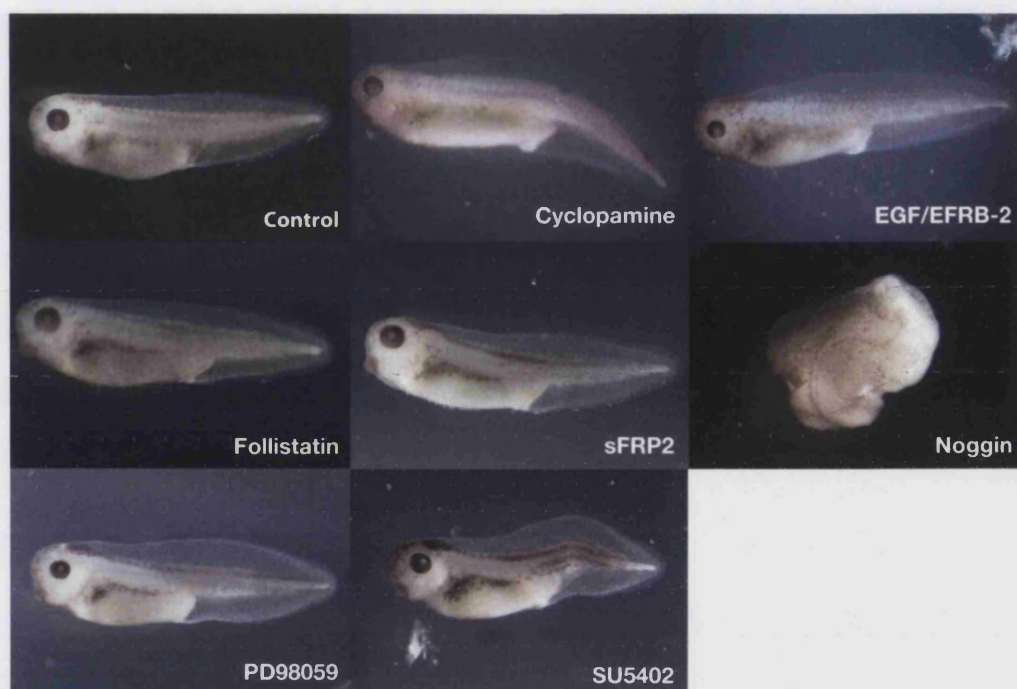 Control
Cyclopamine
EGF/EFRB-2
Follistatin
sFRP2
Noggin
PD98059
SU5402